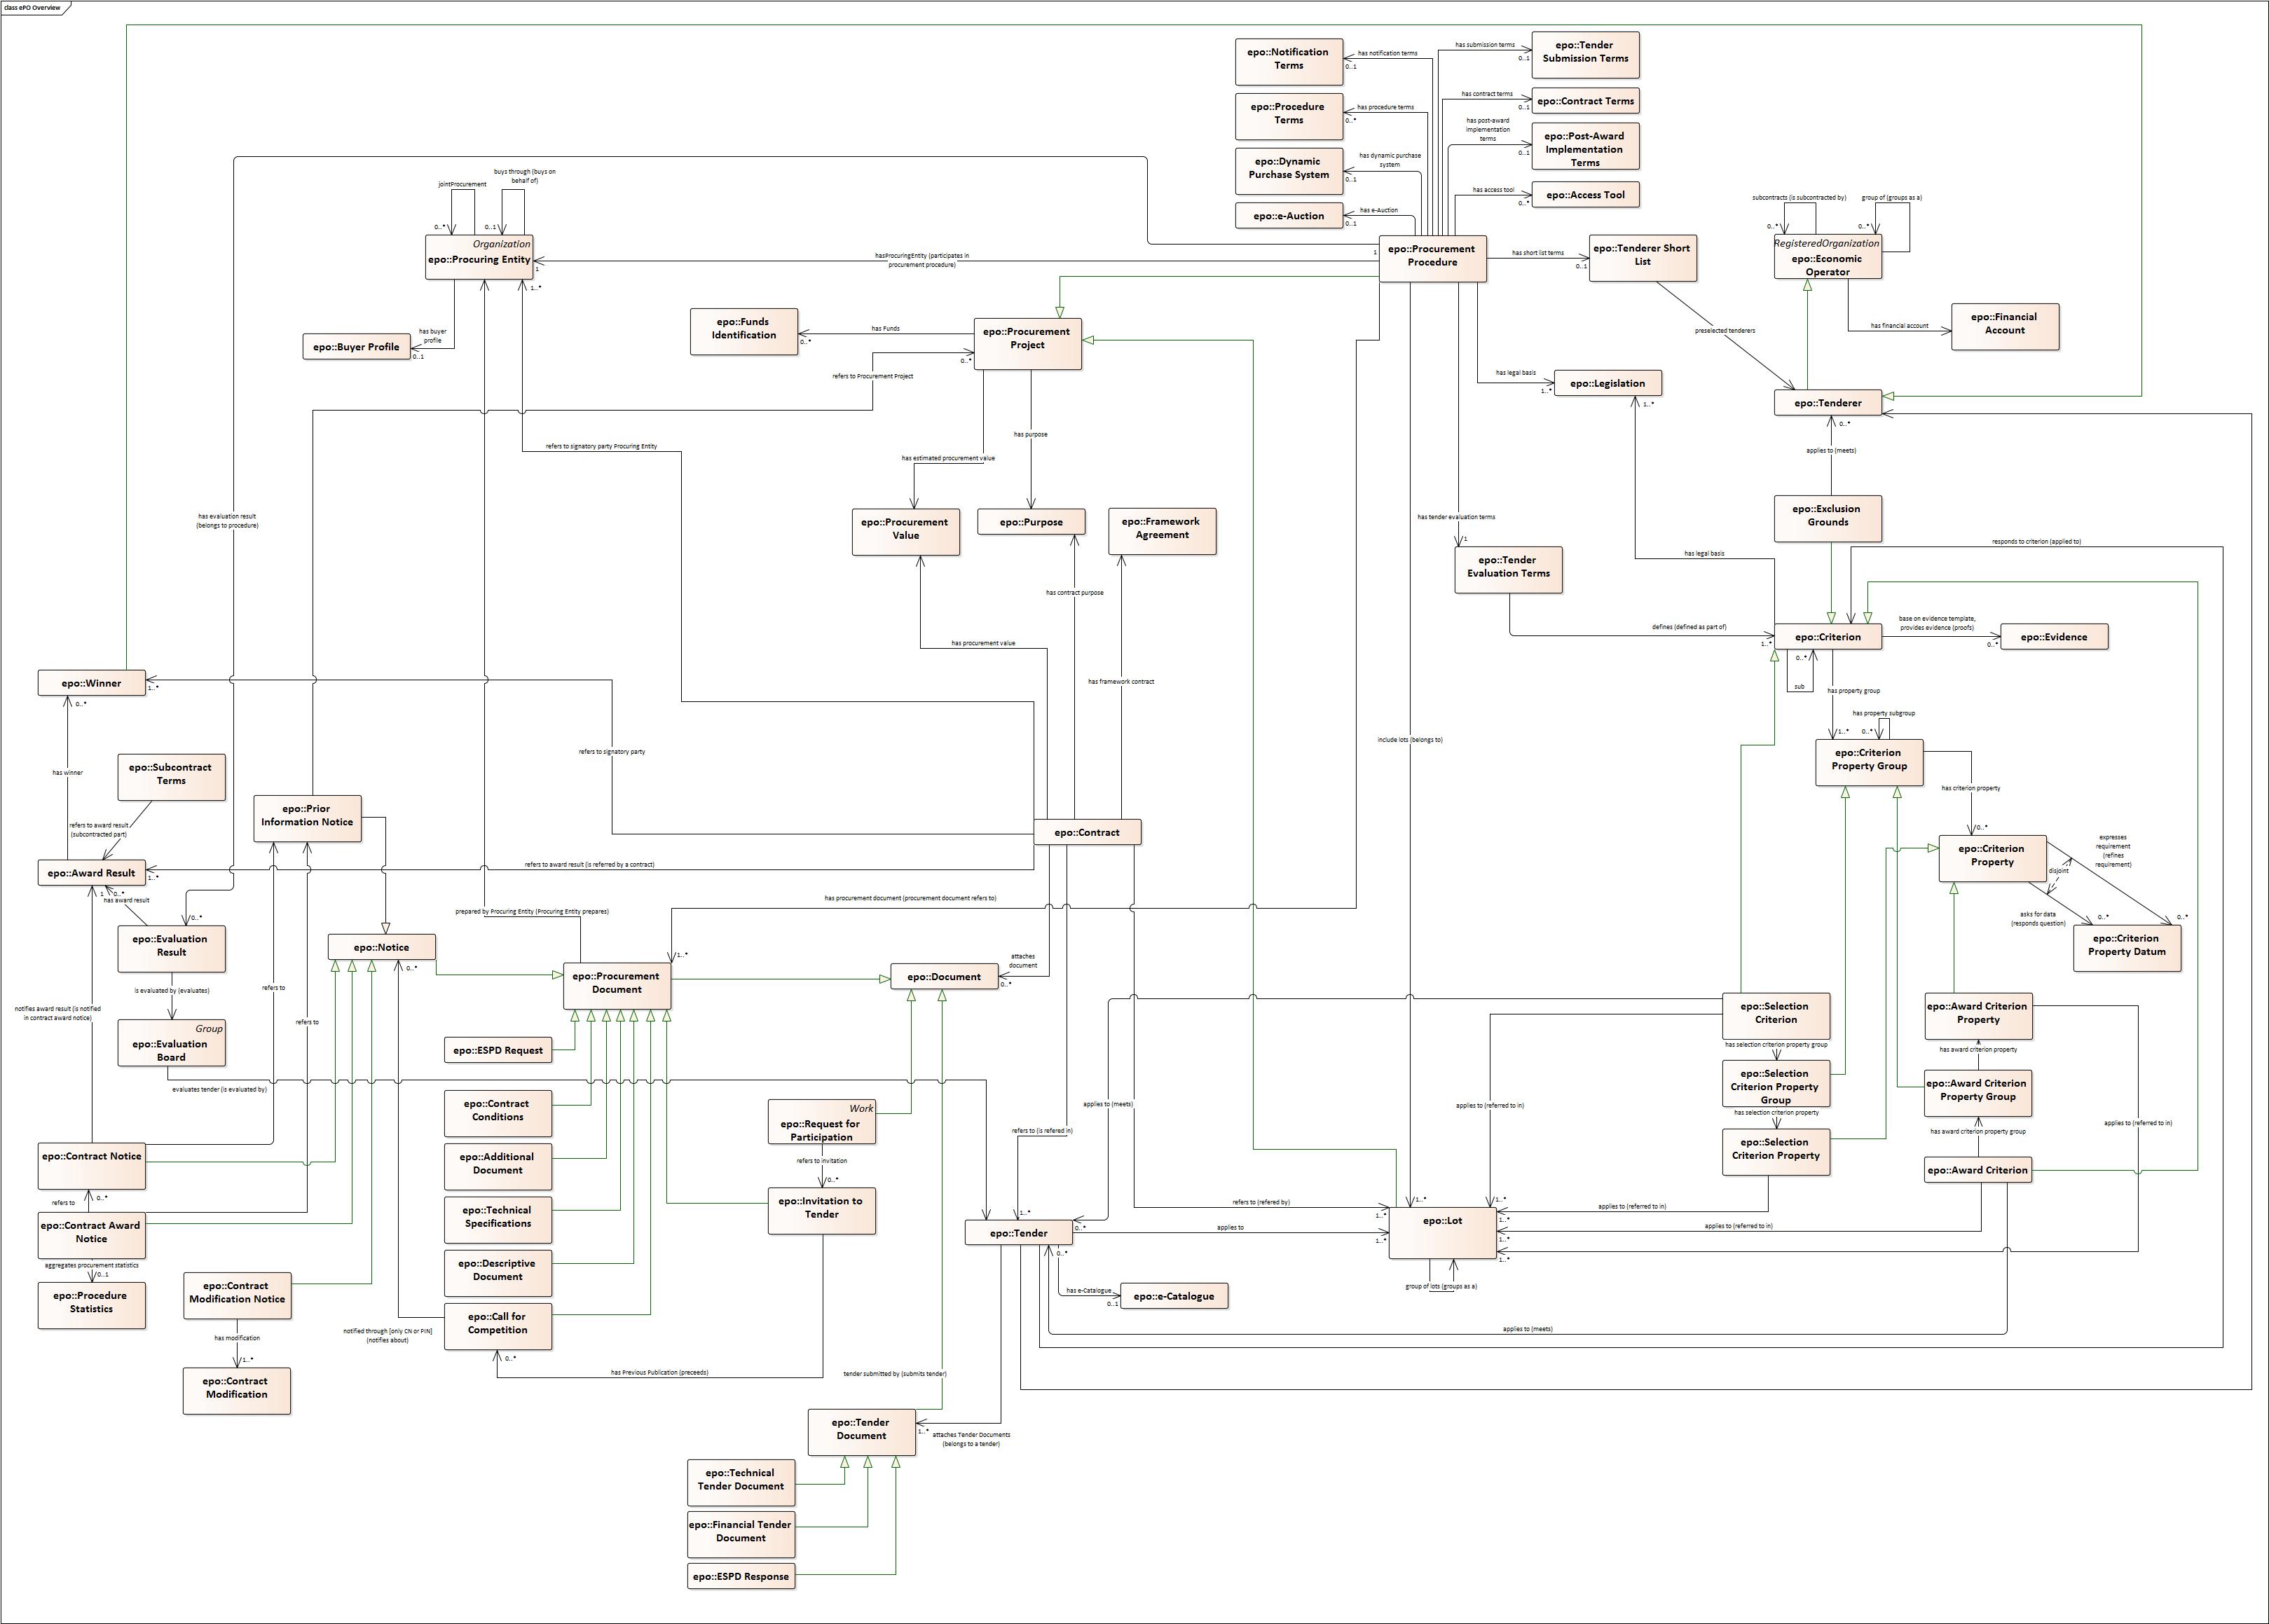 class ePO Overview
epo::Notification
Terms
has notification terms
0..1
has submission terms
0..1
epo::Tender
Submission Terms
epo::Procedure
Terms
has procedure terms
0..*
has contract terms
0..1
epo::Contract Terms
has post-award
implementation
terms
0..1
epo::Post-Award
Implementation
Terms
epo::Dynamic
Purchase System
has dynamic purchase
system
0..1
has access tool
0..*
epo::Access Tool
epo::e-Auction
has e-Auction
0..1
jointProcurement
0..*
buys through (buys on
behalf of)
0..1
Organization
epo::Procuring Entity
1
1..*
hasProcuringEntity (participates in
procurement procedure)
1
epo::Procurement
Procedure
has short list terms
0..1
epo::Tenderer Short
List
subcontracts (is subcontracted by)
0..*
group of (groups as a)
0..*
RegisteredOrganization
epo::Economic
Operator
has financial account
epo::Financial
Account
preselected tenderers
has buyer
profile
0..1
epo::Buyer Profile
epo::Funds
Identification
has Funds
0..*
epo::Procurement
Project
0..*
refers to Procurement Project
has legal basis
1..*
epo::Legislation
1..*
epo::Tenderer
0..*
applies to (meets)
has purpose
has estimated procurement value
refers to signatory party Procuring Entity
epo::Procurement
Value
epo::Purpose
epo::Framework
Agreement
has evaluation result
(belongs to procedure)
has tender evaluation terms
1
epo::Tender
Evaluation Terms
epo::Exclusion
Grounds
responds to criterion (applied to)
has legal basis
has contract purpose
has procurement value
has framework contract
defines (defined as part of)
1..*
epo::Criterion
base on evidence template,
provides evidence (proofs)
0..*
epo::Evidence
0..*
sub
has property group
1..*
has property subgroup
0..*
epo::Criterion
Property Group
has criterion property
0..*
epo::Winner
1..*
0..*
has winner
refers to signatory party
include lots (belongs to)
epo::Subcontract
Terms
refers to award result
(subcontracted part)
epo::Prior
Information Notice
epo::Contract
epo::Criterion
Property
expresses
requirement
(refines
requirement)
disjoint
asks for data
(responds question)
0..*
0..*
epo::Criterion
Property Datum
epo::Award Result
1..*
refers to award result (is referred by a contract)
1
0..*
has award result
0..*
has procurement document (procurement document refers to)
prepared by Procuring Entity (Procuring Entity prepares)
epo::Evaluation
Result
epo::Notice
0..*
1..*
epo::Procurement
Document
epo::Document
attaches
document
0..*
is evaluated by (evaluates)
refers to
refers to
notifies award result (is notified
in contract award notice)
Group
epo::Evaluation
Board
evaluates tender (is evaluated by)
epo::ESPD Request
epo::Selection
Criterion
has selection criterion property group
epo::Selection
Criterion Property
Group
has selection criterion property
epo::Selection
Criterion Property
epo::Award Criterion
Property
has award criterion property
epo::Award Criterion
Property Group
has award criterion property group
epo::Award Criterion
applies to (referred to in)
applies to (referred to in)
applies to (meets)
refers to (is refered in)
epo::Contract
Conditions
epo::Additional
Document
epo::Technical
Specifications
epo::Descriptive
Document
epo::Call for
Competition
0..*
Work
epo::Request for
Participation
refers to invitation
0..*
epo::Invitation to
Tender
epo::Contract Notice
refers to
0..*
epo::Contract Award
Notice
aggregates procurement statistics
0..1
epo::Procedure
Statistics
epo::Contract
Modification Notice
has modification
1..*
epo::Contract
Modification
notified through [only CN or PIN]
(notifies about)
has Previous Publication (preceeds)
1..*
0..*
epo::Tender
0..*
refers to (refered by)
1..*
applies to
1..*
epo::Lot
1..*
1..*
1..*
1..*
1..*
applies to (referred to in)
applies to (referred to in)
group of lots (groups as a)
has e-Catalogue
0..1
epo::e-Catalogue
applies to (meets)
tender submitted by (submits tender)
epo::Tender
Document
1..*
attaches Tender Documents
(belongs to a tender)
epo::Technical
Tender Document
epo::Financial Tender
Document
epo::ESPD Response